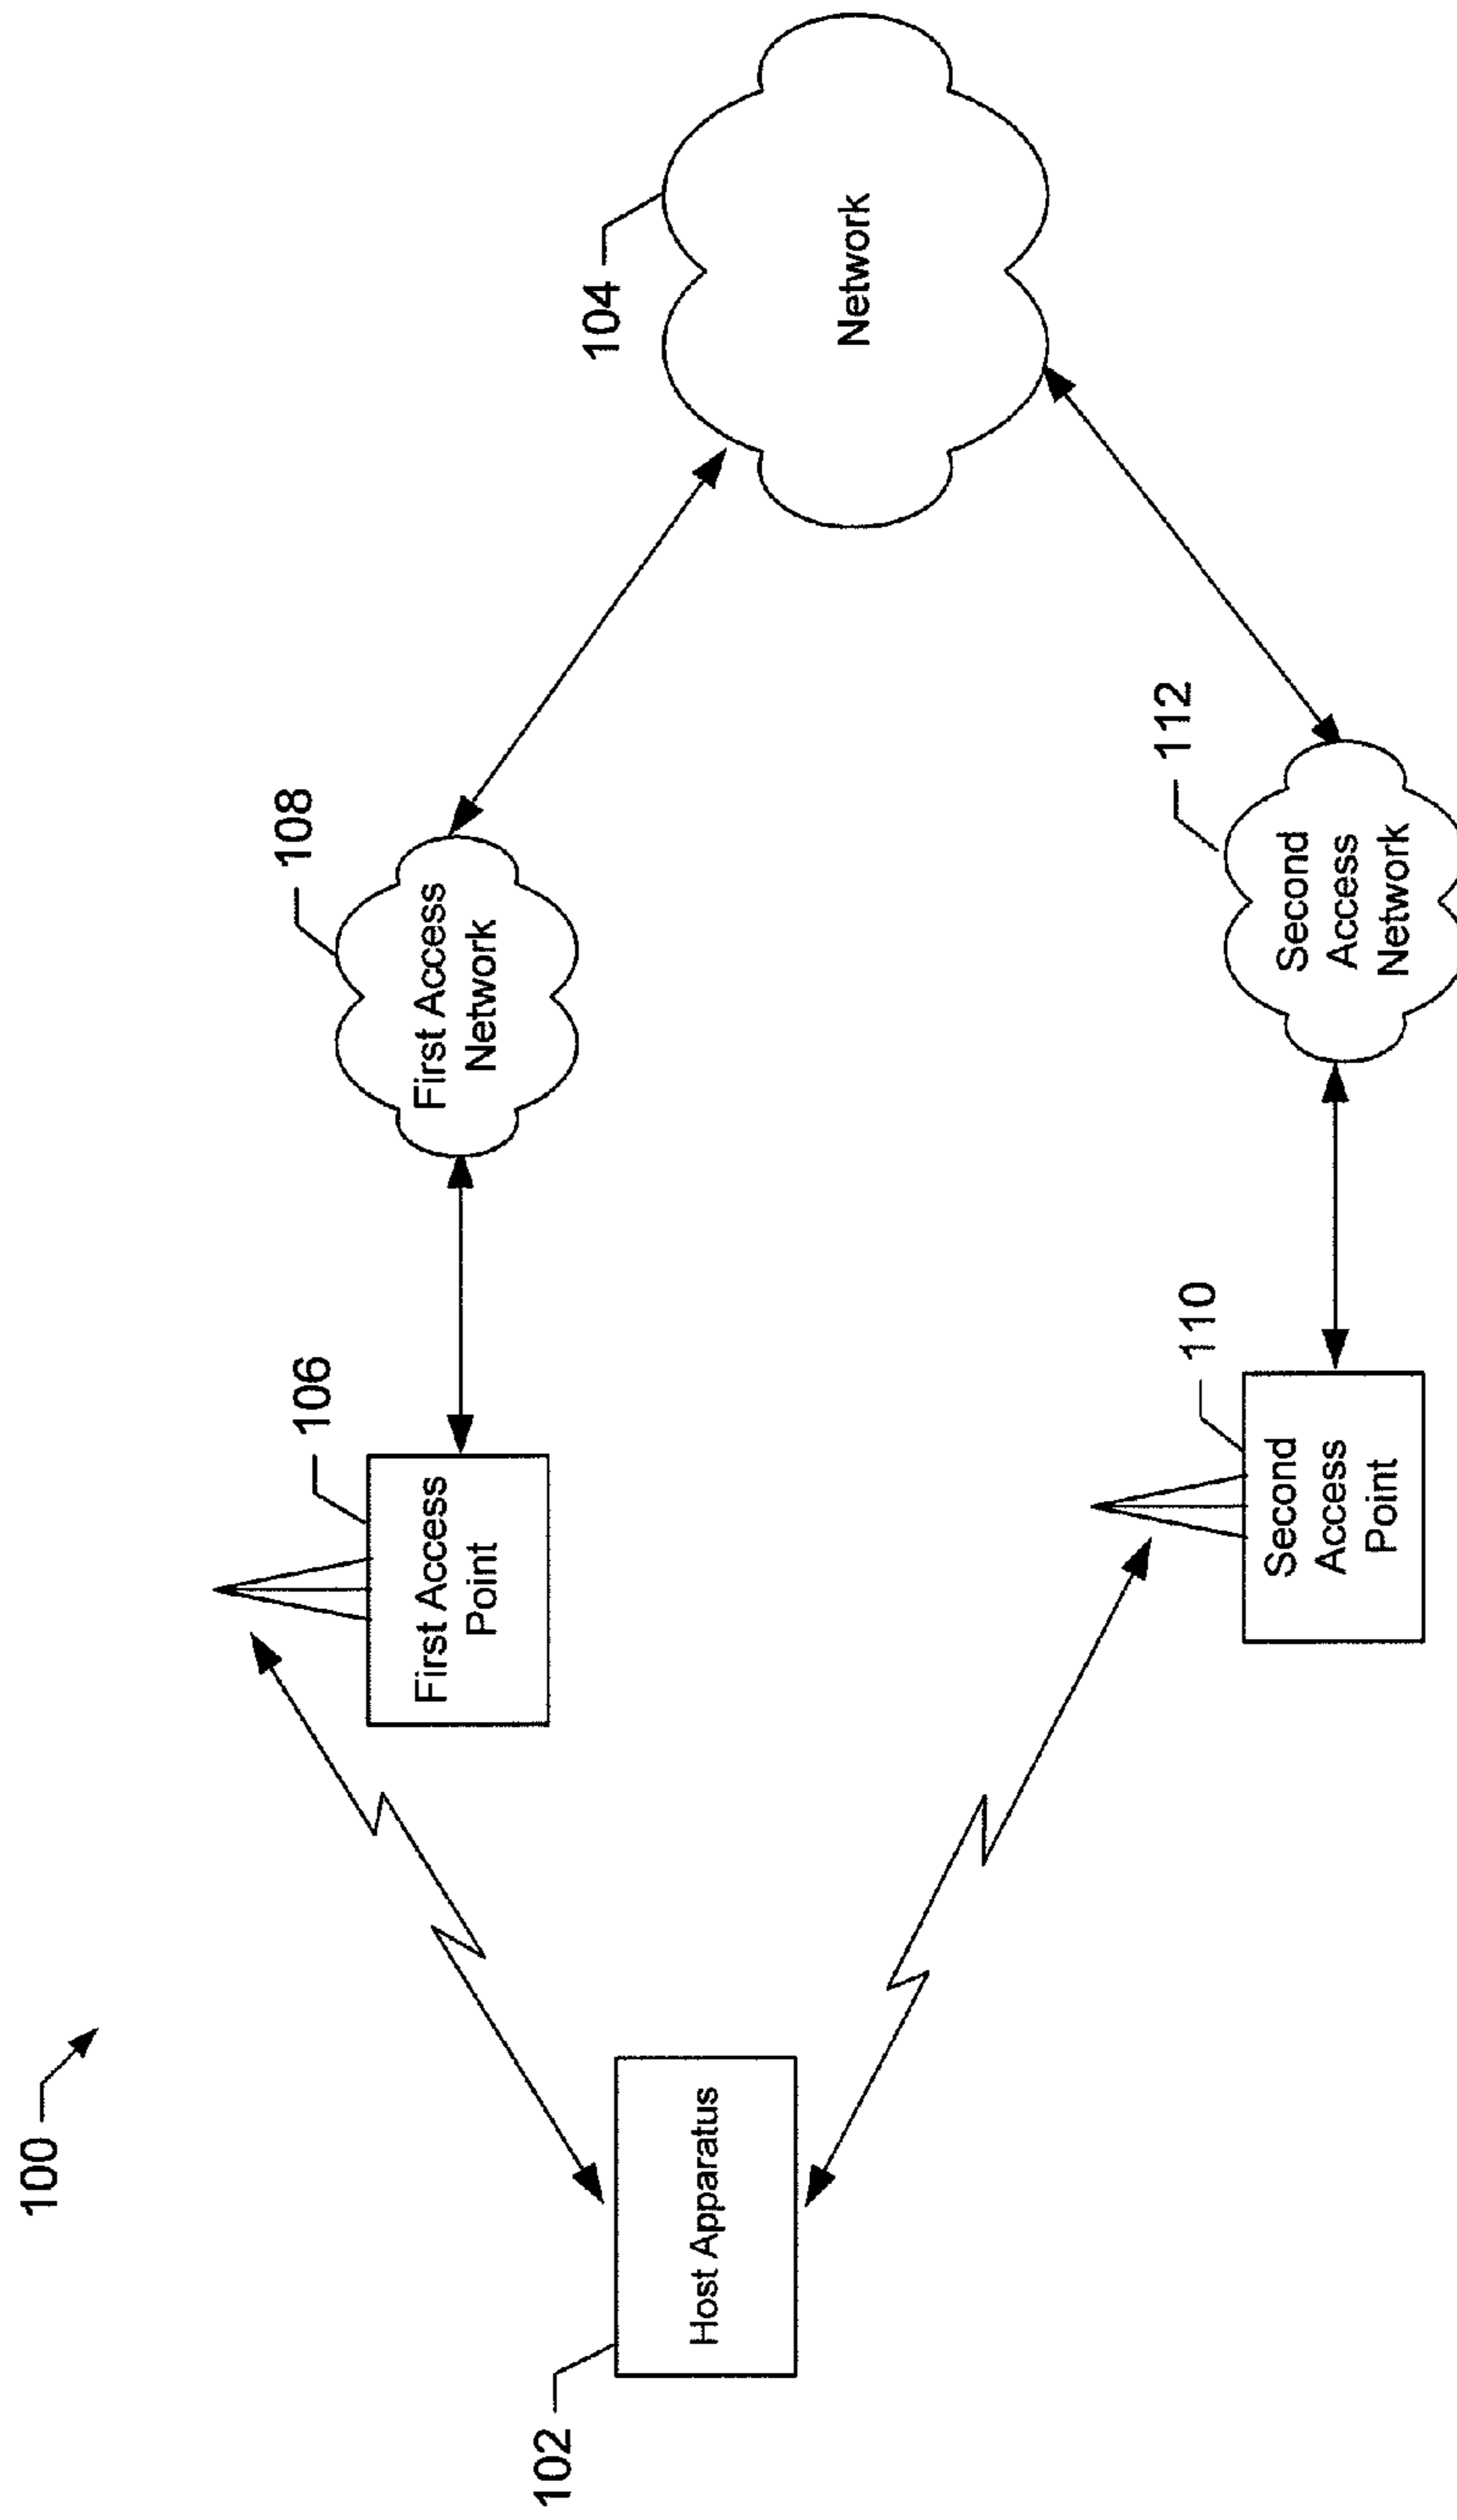 100
102
Host Apparatus
106
First Access
Point
108
First Access
Network
104
Network
110
Second
Access
Point
112
Second
Access
Network